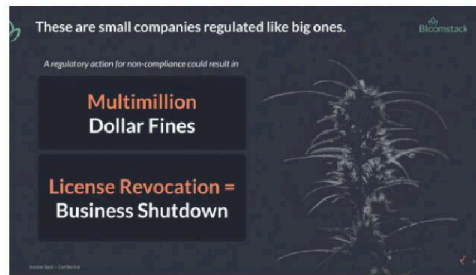 These are small companies regulated like big ones.
Bloomstack
A regulatory action for non-compliance could result in
Multimillion
Dollar Fines
License Revocation =
Business Shutdown